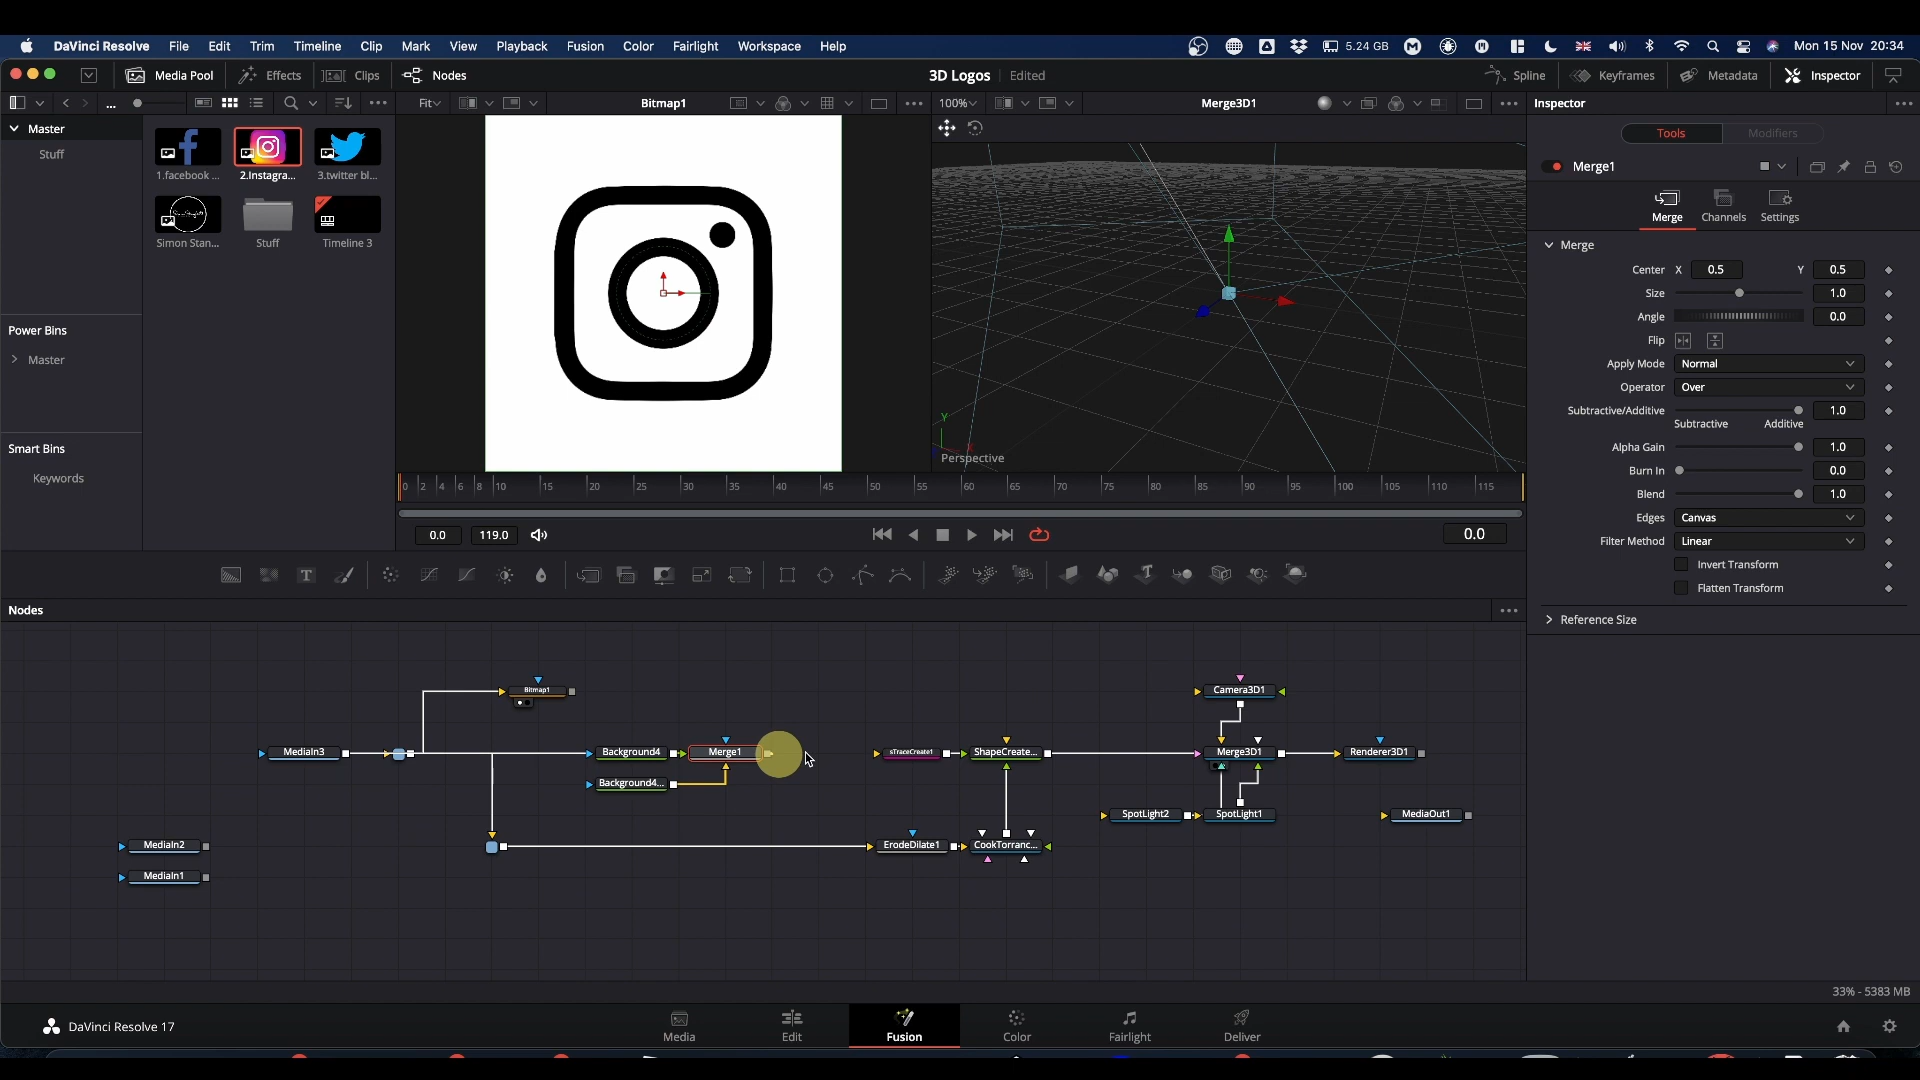 DaVinci Resolve File Edit Trim Timeline Clip Mark View Playback Fusion Color Fairlight Workspace Help 5.24 GB Mon 15 Nov 20:34
Media Pool Effects Clips Nodes 3D Logos Edited Spline Keyframes Metadata Inspector
... Fit Bitmap1 ... 100% Merge3D1 ... Inspector ...
Master
Stuff
1.facebook ... 2.Instagra... 3.twitter bl...
Simon Stan... Stuff Timeline 3
Power Bins
Master
Smart Bins
Keywords
Y
X
Perspective
Tools Modifiers
Merge1
Merge Channels Settings
Merge
Center X 0.5 Y 0.5
Size 1.0
Angle 0.0
Flip
Apply Mode Normal
Operator Over
Subtractive/Additive 1.0
Subtractive Additive
Alpha Gain 1.0
Burn In 0.0
Blend 1.0
Edges Canvas
Filter Method Linear
Invert Transform
Flatten Transform
Reference Size
0 2 4 6 8 10 15 20 25 30 35 40 45 50 55 60 65 70 75 80 85 90 95 100 105 110 115
0.0 119.0 0.0
T T
Nodes ...
Bitmap1 Camera3D1
MediaIn3 Background4 Merge1 sTraceCreate1 ShapeCreate... Merge3D1 Renderer3D1
Background4...
SpotLight2 SpotLight1 MediaOut1
MediaIn2 ErodeDilate1 CookTorranc...
MediaIn1
33% - 5383 MB
DaVinci Resolve 17 Media Edit Fusion Color Fairlight Deliver